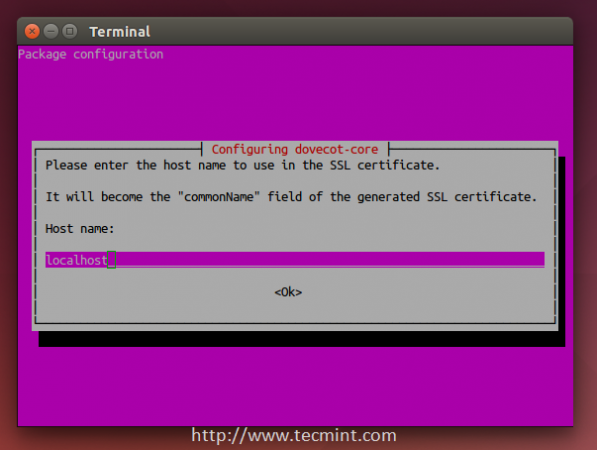 Terminal
Package configuration
Configuring dovecot-core
Please enter the host name to use in the SSL certificate.
It will become the "commonName" field of the generated SSL certificate.
Host name:
localhost
<Ok>
http://www.tecmint.com